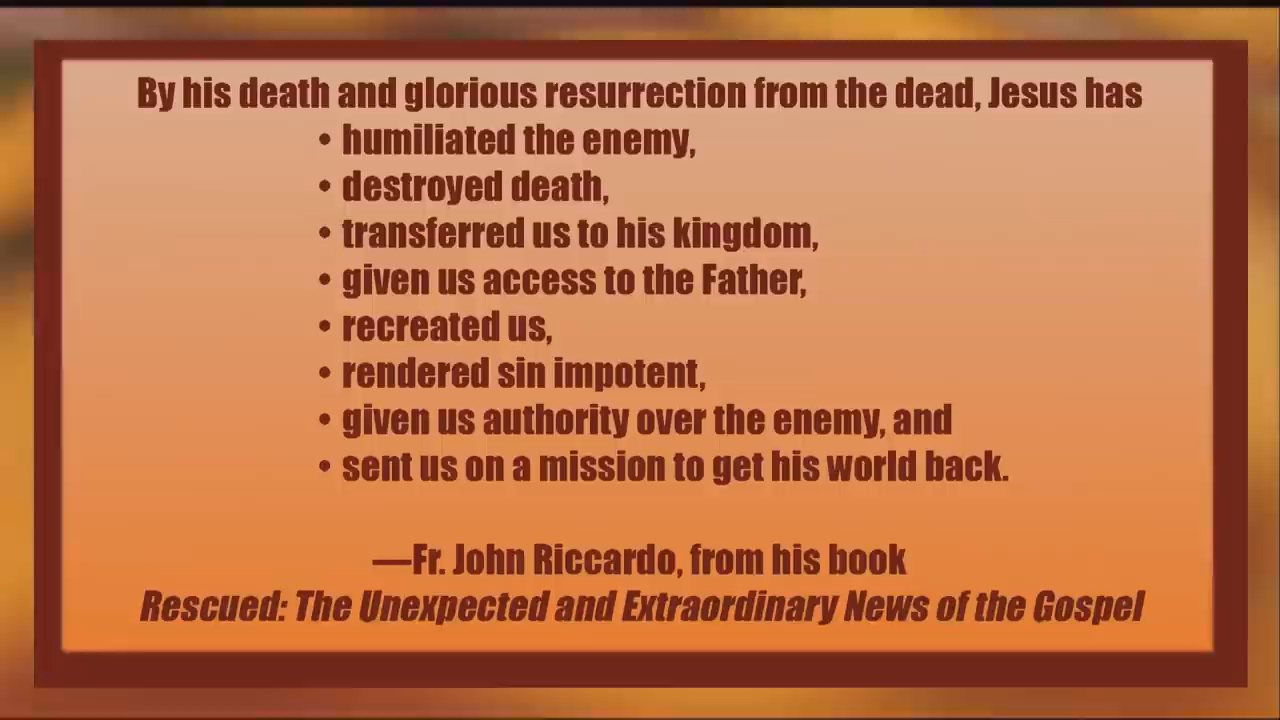 By his death and glorious resurrection from the dead, Jesus has
• humiliated the enemy,
• destroyed death,
• transferred us to his kingdom,
• given us access to the Father,
• recreated us,
• rendered sin impotent,
• given us authority over the enemy, and
• sent us on a mission to get his world back.
—Fr. John Riccardo, from his book
Rescued: The Unexpected and Extraordinary News of the Gospel